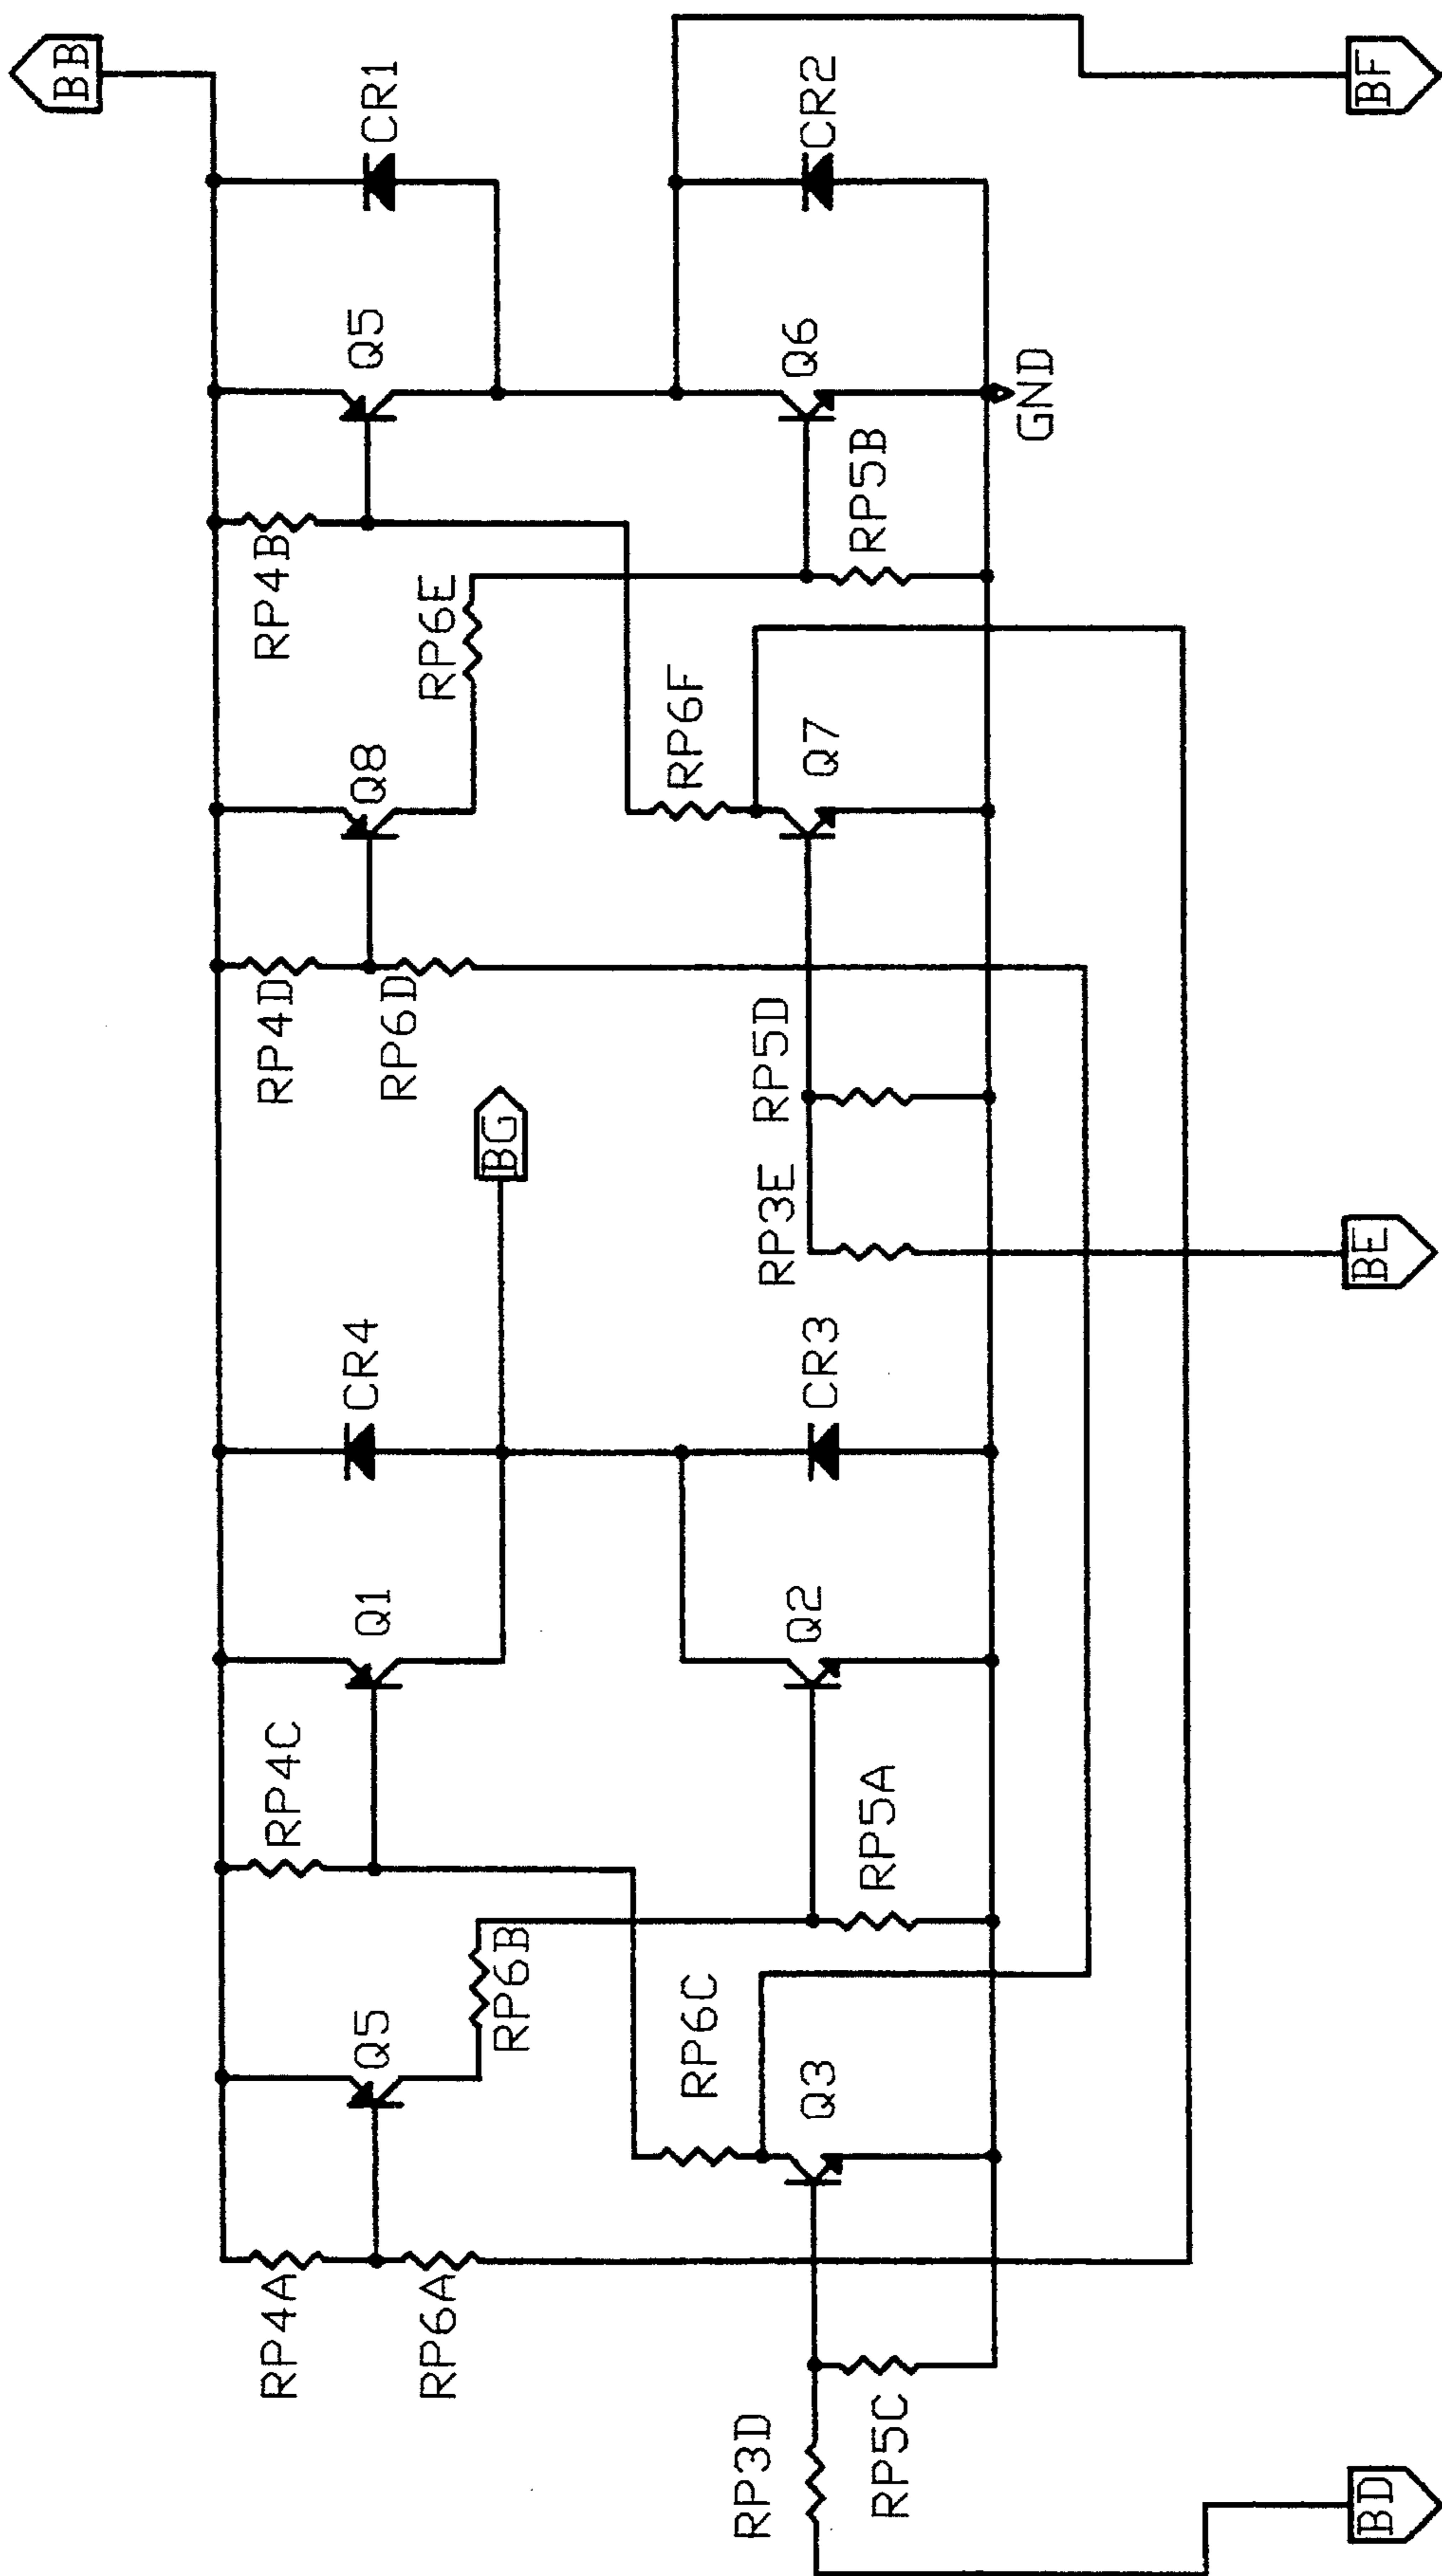 BB
CR1
CR2
BF
Q5
Q6
GND
RP4B
RP5B
RP6E
Q8
RP6F
Q7
RP4D
RP6D
RP5D
BG
RP3E
BE
CR4
CR3
Q1
Q2
RP4C
RP5A
RP6B
Q5
RP6C
Q3
RP4A
RP6A
RP5C
RP3D
BD